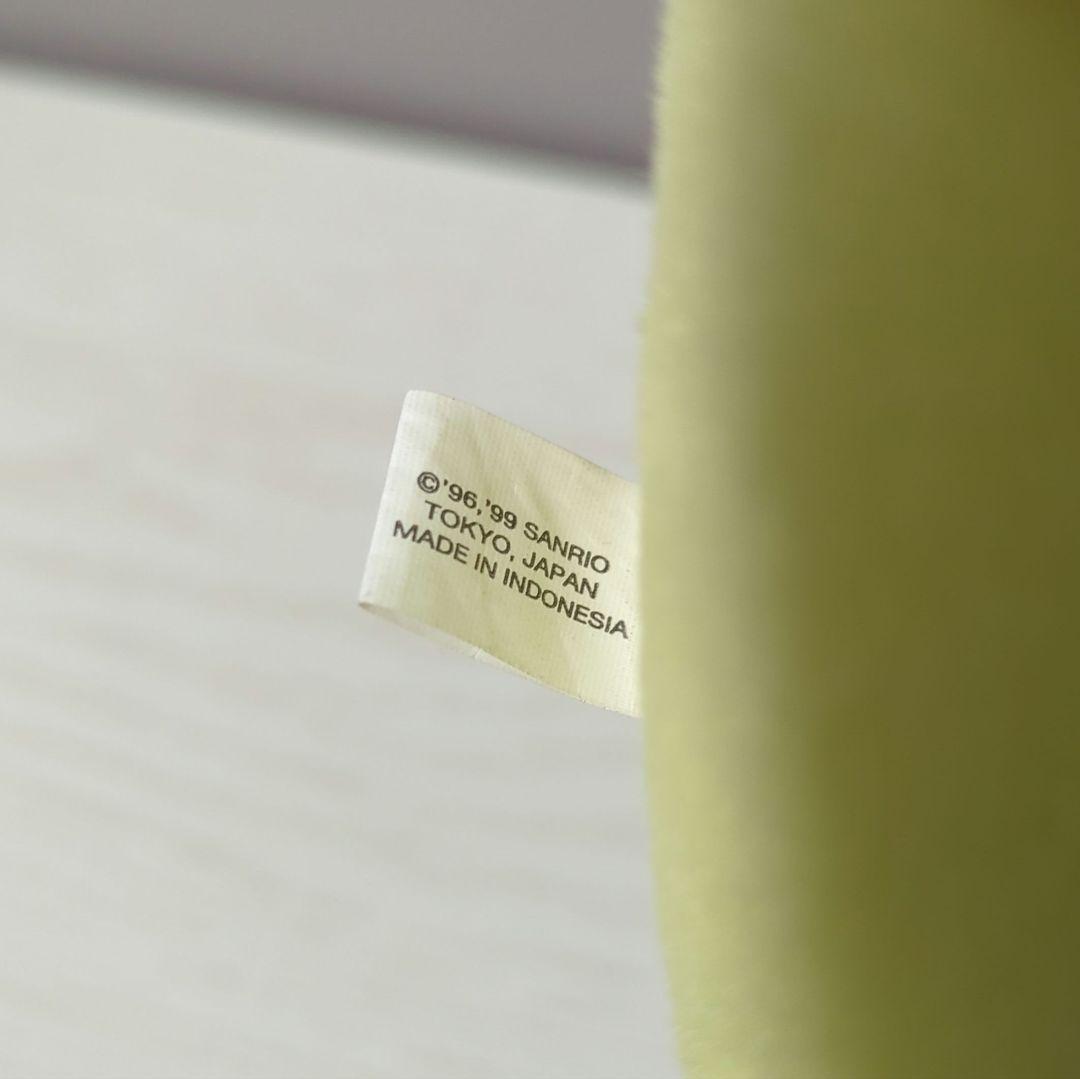 ©'96,'99 SANRIO
TOKYO, JAPAN
MADE IN INDONESIA